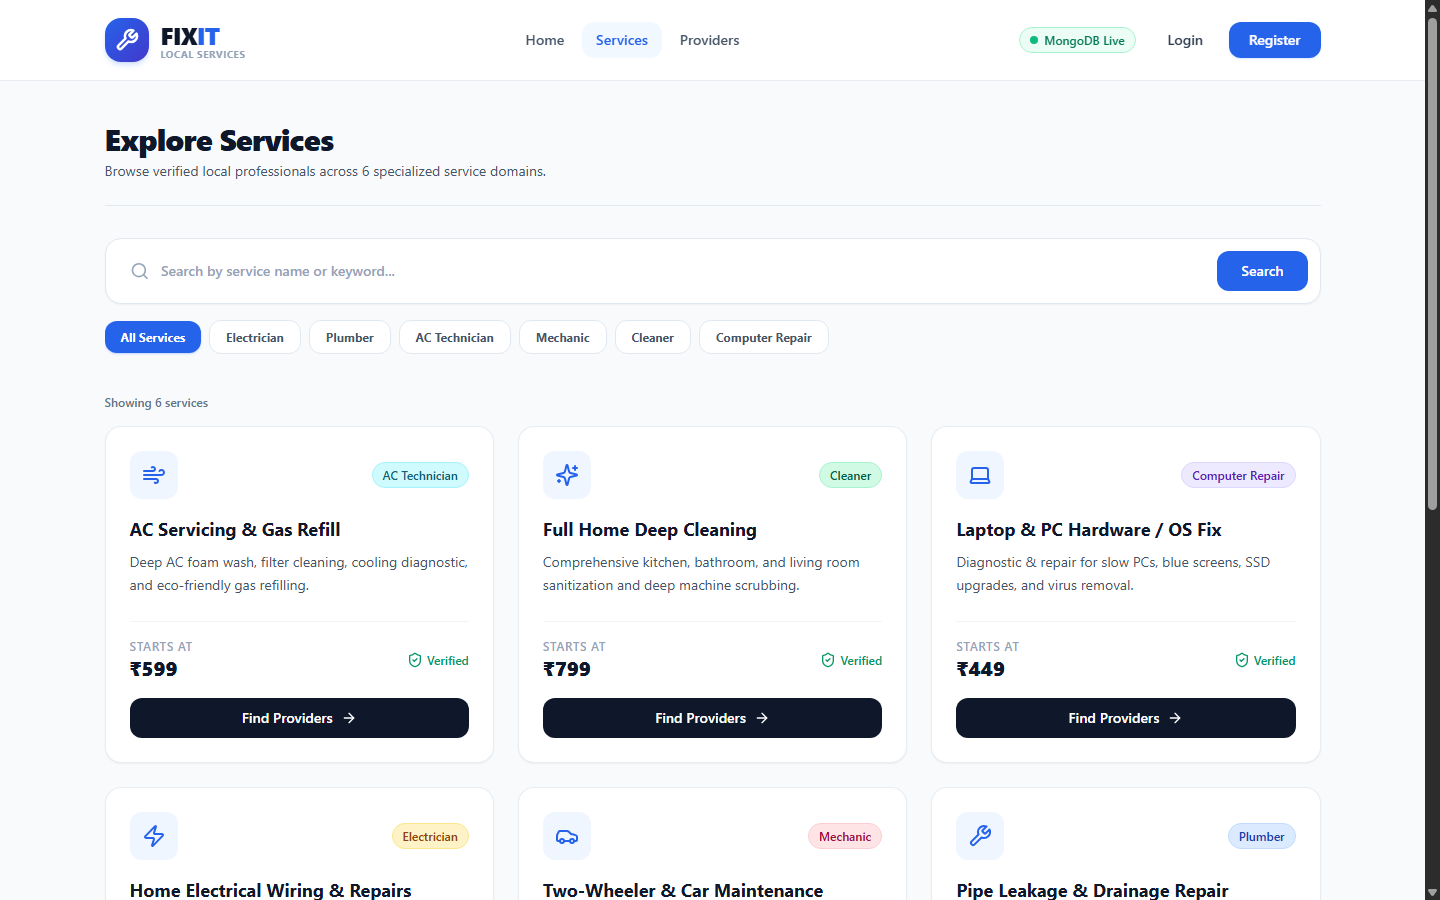 FIXIT
LOCAL SERVICES
Home
Services
Providers
MongoDB Live
Login
Register
Explore Services
Browse verified local professionals across 6 specialized service domains.
Search by service name or keyword...
Search
All Services
Electrician
Plumber
AC Technician
Mechanic
Cleaner
Computer Repair
Showing 6 services
AC Technician
AC Servicing & Gas Refill
Deep AC foam wash, filter cleaning, cooling diagnostic,
and eco-friendly gas refilling.
STARTS AT
₹599
Verified
Find Providers
Cleaner
Full Home Deep Cleaning
Comprehensive kitchen, bathroom, and living room
sanitization and deep machine scrubbing.
STARTS AT
₹799
Verified
Find Providers
Computer Repair
Laptop & PC Hardware / OS Fix
Diagnostic & repair for slow PCs, blue screens, SSD
upgrades, and virus removal.
STARTS AT
₹449
Verified
Find Providers
Electrician
Home Electrical Wiring & Repairs
Mechanic
Two-Wheeler & Car Maintenance
Plumber
Pipe Leakage & Drainage Repair